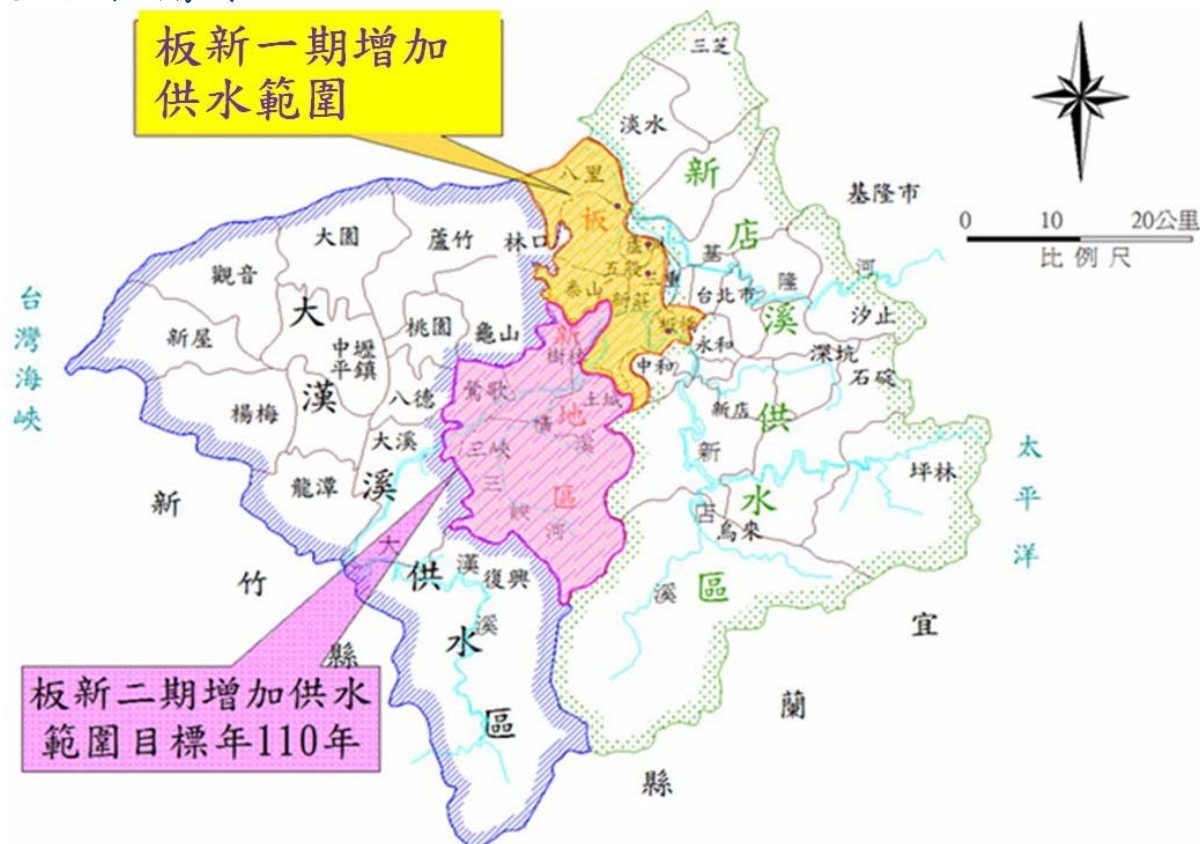 板新一期增加
供水範圍
三芝
淡水
八里
新
基隆市
0 10 20公里
比例尺
板
店
大園
蘆竹
林口
蘆
基
河
觀音
五股
三重
隆
台灣海峽
大
泰山
新莊
台北市
溪
汐止
新屋
桃園
龜山
新
板橋
永和
中壢
平鎮
樹林
中和
深坑
石碇
漢
八德
鶯歌
土城
新店
供
楊梅
地
大溪
橫
溪
三峽
新
坪林
太平洋
龍潭
溪
三
區
水
新
峽
店
烏來
河
大
漢
竹
供
復興
溪
區
宜
溪
縣
水
蘭
板新二期增加供水
範圍目標年110年
區
縣